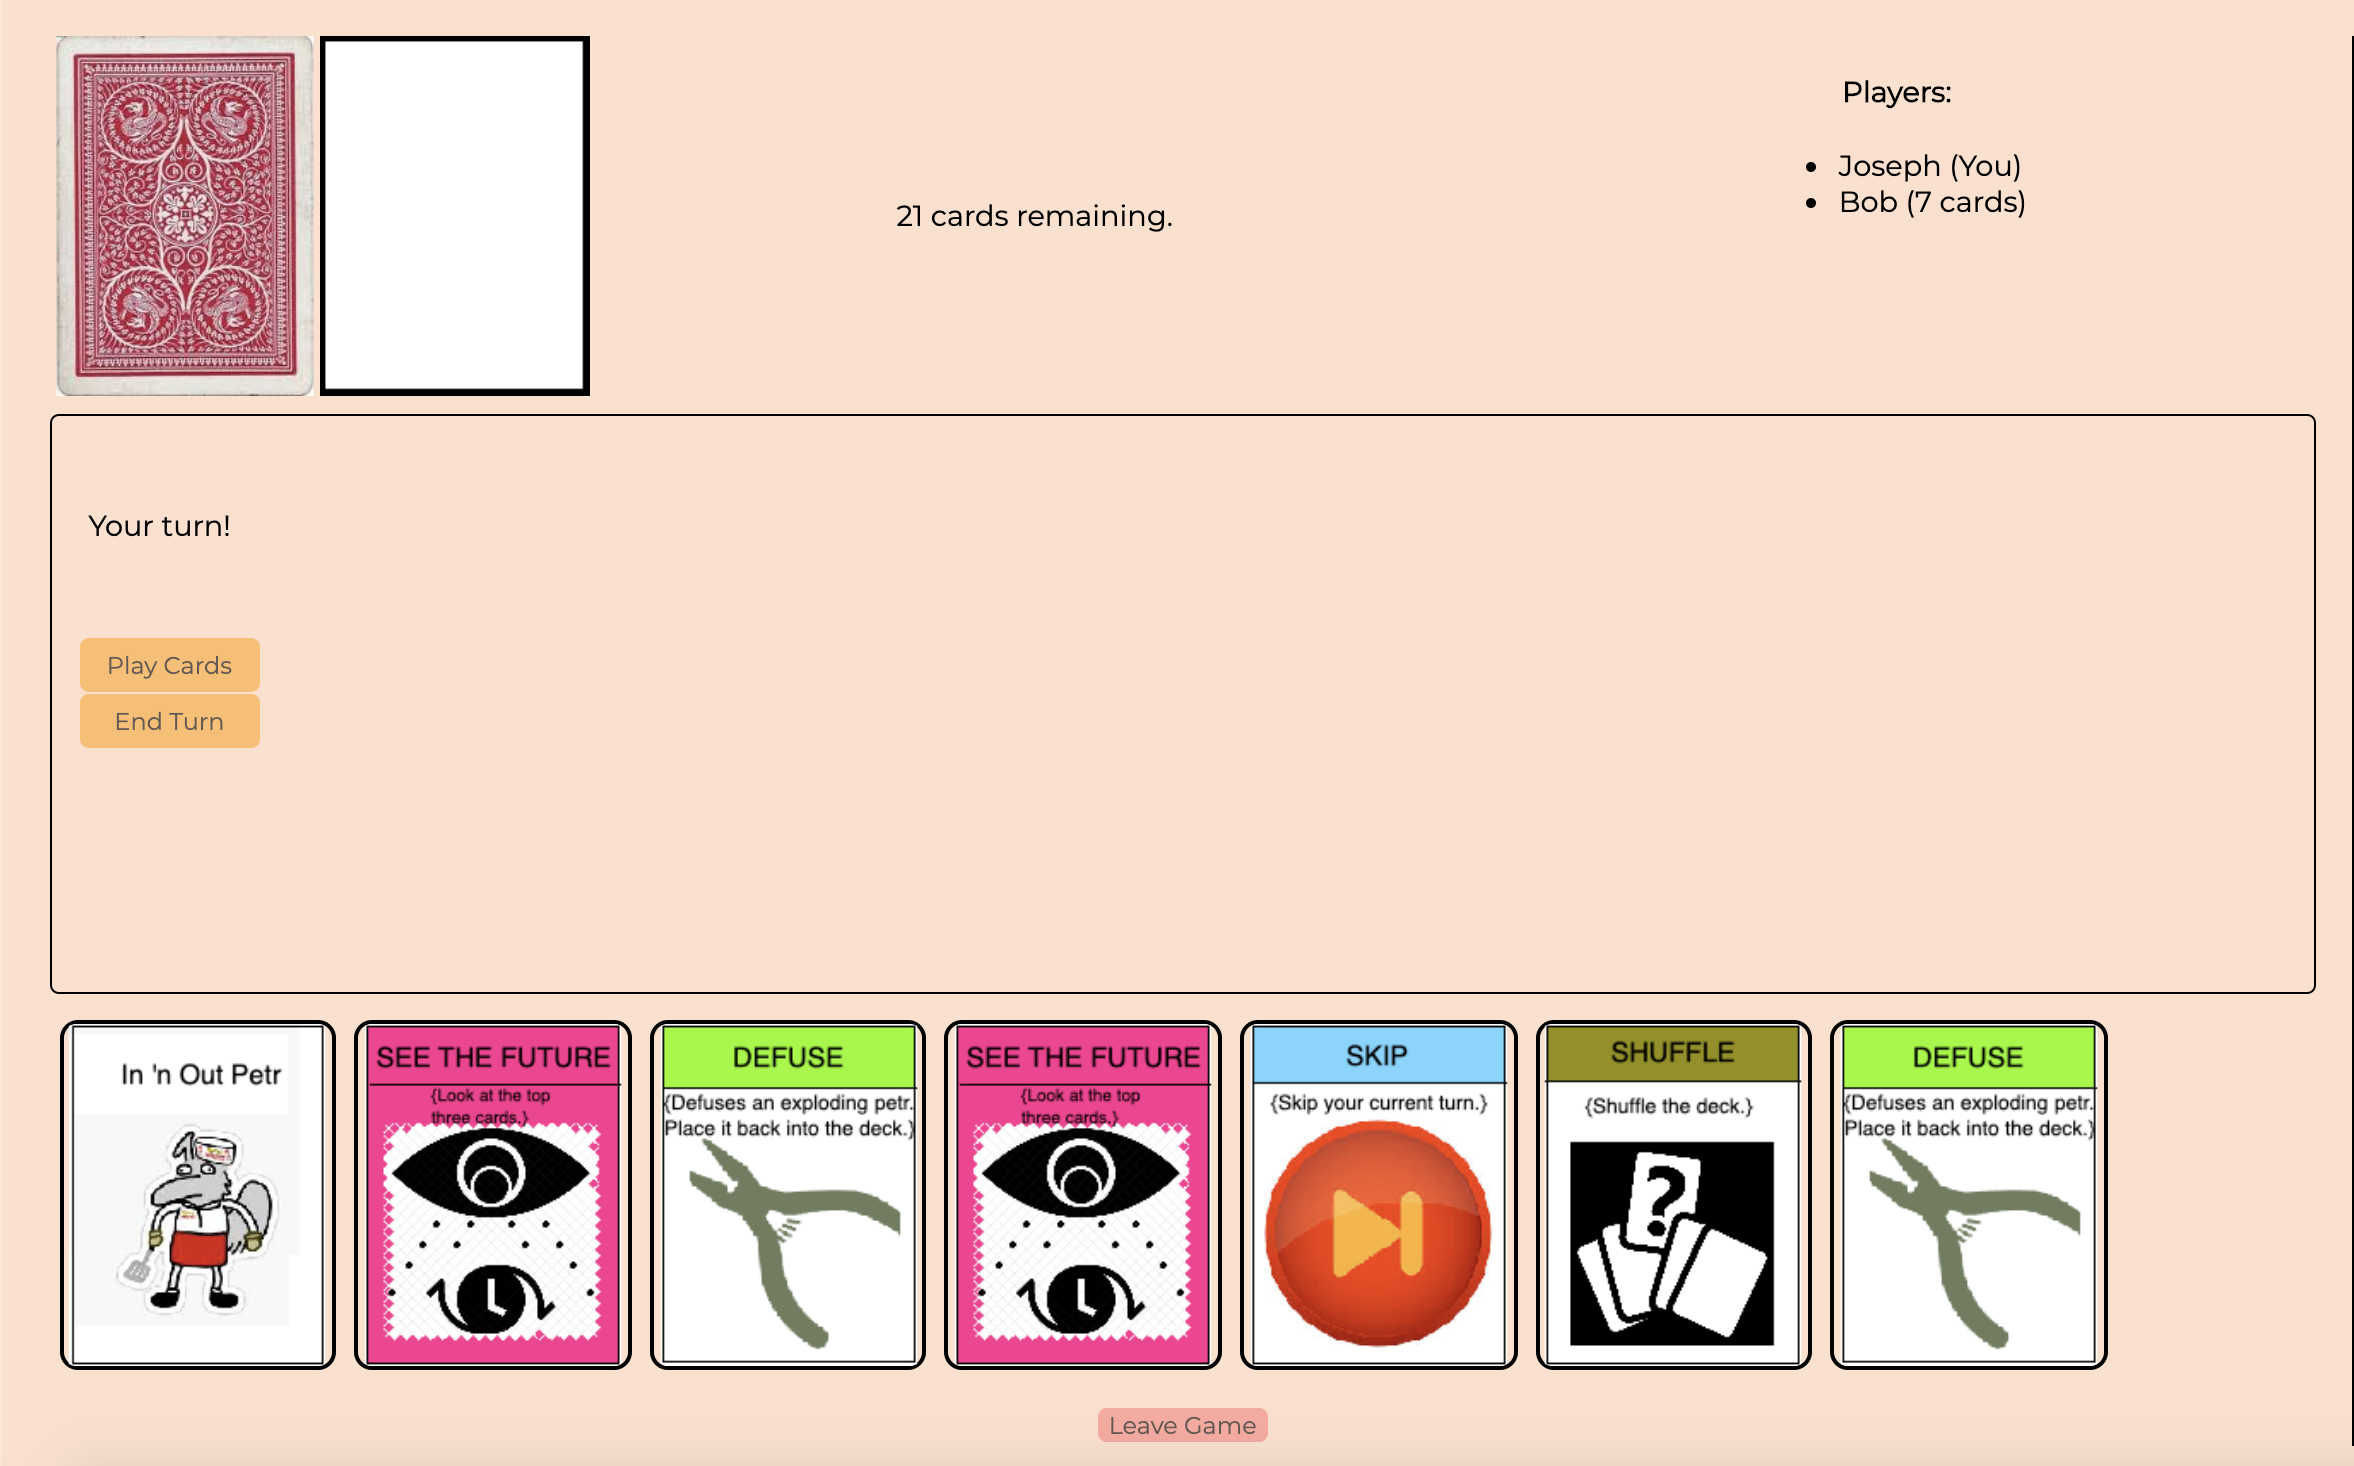 Players:
Joseph (You)
Bob (7 cards)
21 cards remaining.
Your turn!
Play Cards
End Turn
In 'n Out Petr
SEE THE FUTURE
{Look at the top
three cards.}
DEFUSE
{Defuses an exploding petr.
Place it back into the deck.}
SEE THE FUTURE
{Look at the top
three cards.}
SKIP
{Skip your current turn.}
SHUFFLE
{Shuffle the deck.}
?
DEFUSE
{Defuses an exploding petr.
Place it back into the deck.}
Leave Game